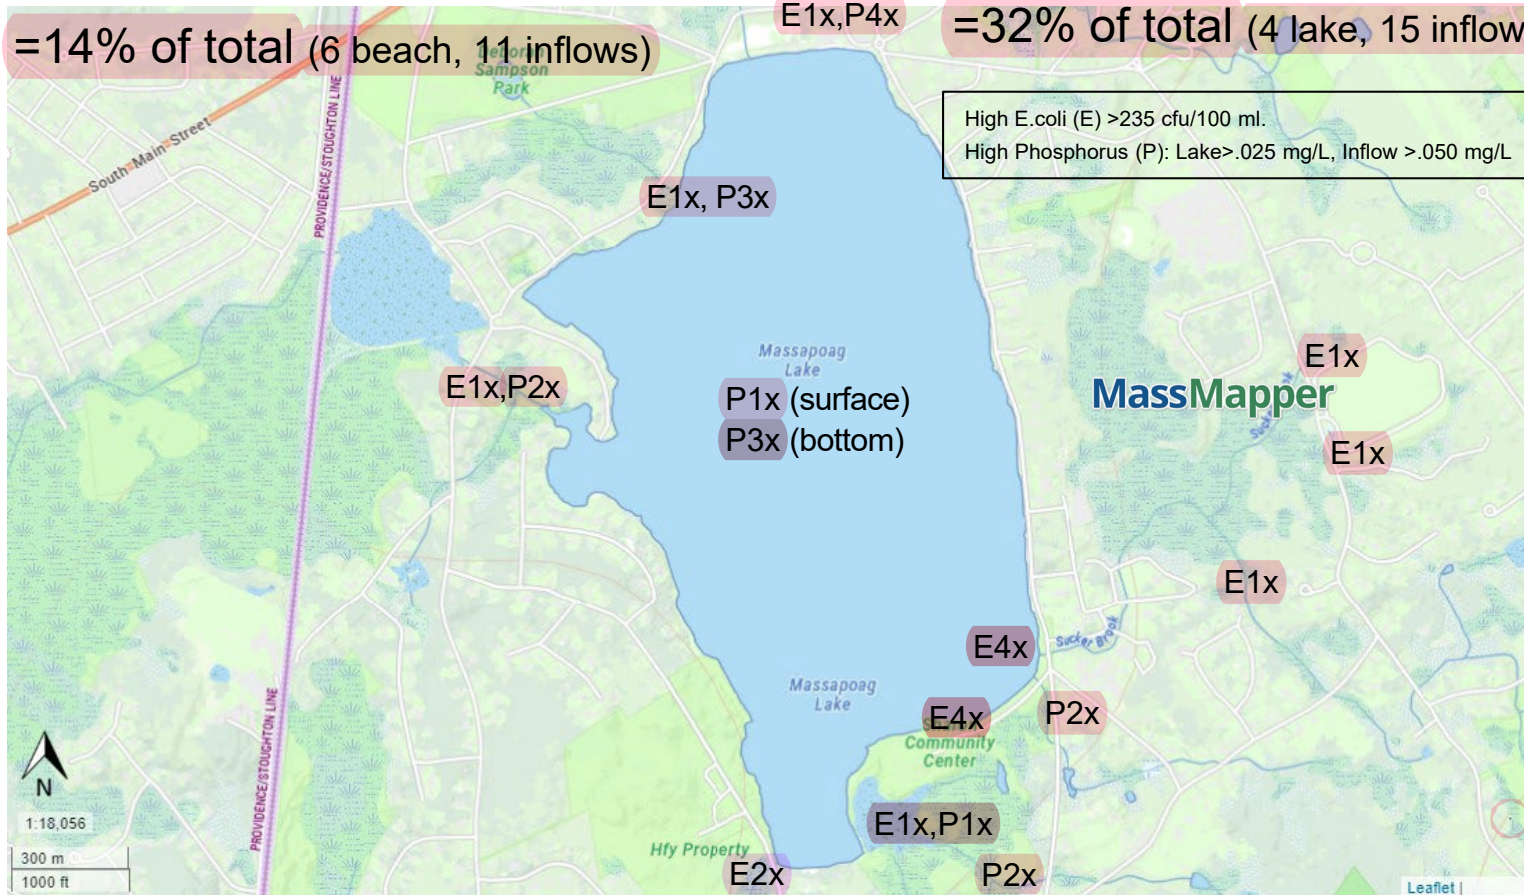 E1x,P4x
=14% of total (6 beach, 11 inflows)
=32% of total (4 lake, 15 inflow
Deborah
Sampson
Park
High E.coli (E) >235 cfu/100 ml.
High Phosphorus (P): Lake>.025 mg/L, Inflow >.050 mg/L
South Main Street
PROVIDENCE/STOUGHTON LINE
E1x, P3x
Massapoag
Lake
P1x (surface)
P3x (bottom)
E1x,P2x
E1x
MassMapper
E1x
E1x
Sucker Brook
E4x
Massapoag
Lake
E4x
P2x
Community
Center
PROVIDENCE/STOUGHTON LINE
N
1:18,056
300 m
1000 ft
E1x,P1x
Hfy Property
E2x
P2x
Leaflet |